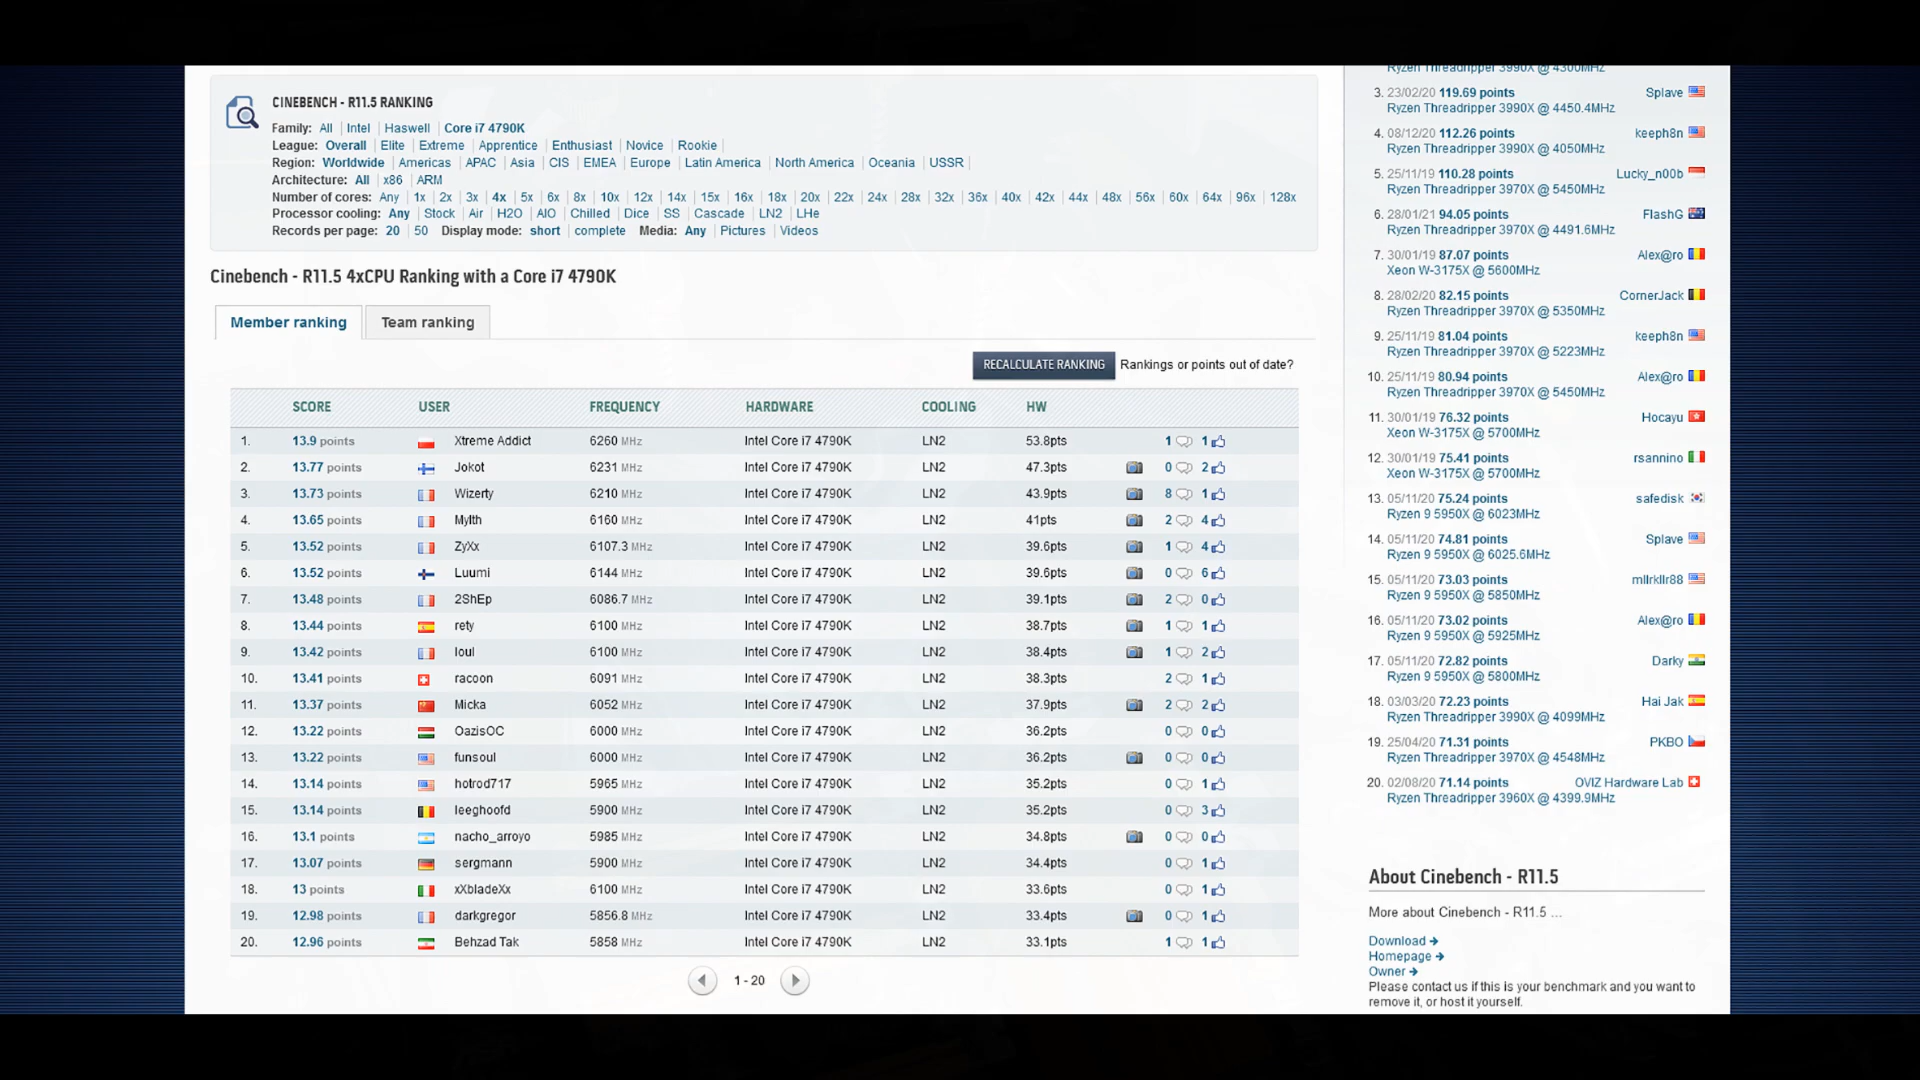 CINEBENCH - R11.5 RANKING
Family: All | Intel | Haswell | Core i7 4790K
League: Overall | Elite | Extreme | Apprentice | Enthusiast | Novice | Rookie |
Region: Worldwide | Americas | APAC | Asia | CIS | EMEA | Europe | Latin America | North America | Oceania | USSR |
Architecture: All | x86 | ARM
Number of cores: Any | 1x | 2x | 3x | 4x | 5x | 6x | 8x | 10x | 12x | 14x | 15x | 16x | 18x | 20x | 22x | 24x | 28x | 32x | 36x | 40x | 42x | 44x | 48x | 56x | 60x | 64x | 96x | 128x
Processor cooling: Any | Stock | Air | H2O | AIO | Chilled | Dice | SS | Cascade | LN2 | LHe
Records per page: 20 | 50 Display mode: short | complete Media: Any | Pictures | Videos
Cinebench - R11.5 4xCPU Ranking with a Core i7 4790K
Member ranking Team ranking
RECALCULATE RANKING Rankings or points out of date?
SCORE USER FREQUENCY HARDWARE COOLING HW
1. 13.9 points Xtreme Addict 6260 MHz Intel Core i7 4790K LN2 53.8pts 1 1
2. 13.77 points Jokot 6231 MHz Intel Core i7 4790K LN2 47.3pts 0 2
3. 13.73 points Wizerty 6210 MHz Intel Core i7 4790K LN2 43.9pts 8 1
4. 13.65 points Mylth 6160 MHz Intel Core i7 4790K LN2 41pts 2 4
5. 13.52 points ZyXx 6107.3 MHz Intel Core i7 4790K LN2 39.6pts 1 4
6. 13.52 points Luumi 6144 MHz Intel Core i7 4790K LN2 39.6pts 0 6
7. 13.48 points 2ShEp 6086.7 MHz Intel Core i7 4790K LN2 39.1pts 2 0
8. 13.44 points rety 6100 MHz Intel Core i7 4790K LN2 38.7pts 1 1
9. 13.42 points loul 6100 MHz Intel Core i7 4790K LN2 38.4pts 1 2
10. 13.41 points racoon 6091 MHz Intel Core i7 4790K LN2 38.3pts 2 1
11. 13.37 points Micka 6052 MHz Intel Core i7 4790K LN2 37.9pts 2 2
12. 13.22 points OazisOC 6000 MHz Intel Core i7 4790K LN2 36.2pts 0 0
13. 13.22 points funsoul 6000 MHz Intel Core i7 4790K LN2 36.2pts 0 0
14. 13.14 points hotrod717 5965 MHz Intel Core i7 4790K LN2 35.2pts 0 1
15. 13.14 points leeghoofd 5900 MHz Intel Core i7 4790K LN2 35.2pts 0 3
16. 13.1 points nacho_arroyo 5985 MHz Intel Core i7 4790K LN2 34.8pts 0 0
17. 13.07 points sergmann 5900 MHz Intel Core i7 4790K LN2 34.4pts 0 1
18. 13 points xXbladeXx 6100 MHz Intel Core i7 4790K LN2 33.6pts 0 1
19. 12.98 points darkgregor 5856.8 MHz Intel Core i7 4790K LN2 33.4pts 0 1
20. 12.96 points Behzad Tak 5858 MHz Intel Core i7 4790K LN2 33.1pts 1 1
1 - 20
Ryzen Threadripper 3990X @ 4300MHz
3. 23/02/20 119.69 points Splave
Ryzen Threadripper 3990X @ 4450.4MHz
4. 08/12/20 112.26 points keeph8n
Ryzen Threadripper 3990X @ 4050MHz
5. 25/11/19 110.28 points Lucky_n00b
Ryzen Threadripper 3970X @ 5450MHz
6. 28/01/21 94.05 points FlashG
Ryzen Threadripper 3970X @ 4491.6MHz
7. 30/01/19 87.07 points Alex@ro
Xeon W-3175X @ 5600MHz
8. 28/02/20 82.15 points CornerJack
Ryzen Threadripper 3970X @ 5350MHz
9. 25/11/19 81.04 points keeph8n
Ryzen Threadripper 3970X @ 5223MHz
10. 25/11/19 80.94 points Alex@ro
Ryzen Threadripper 3970X @ 5450MHz
11. 30/01/19 76.32 points Hocayu
Xeon W-3175X @ 5700MHz
12. 30/01/19 75.41 points rsannino
Xeon W-3175X @ 5700MHz
13. 05/11/20 75.24 points safedisk
Ryzen 9 5950X @ 6023MHz
14. 05/11/20 74.81 points Splave
Ryzen 9 5950X @ 6025.6MHz
15. 05/11/20 73.03 points mllrkllr88
Ryzen 9 5950X @ 5850MHz
16. 05/11/20 73.02 points Alex@ro
Ryzen 9 5950X @ 5925MHz
17. 05/11/20 72.82 points Darky
Ryzen 9 5950X @ 5800MHz
18. 03/03/20 72.23 points Hai Jak
Ryzen Threadripper 3990X @ 4099MHz
19. 25/04/20 71.31 points PKBO
Ryzen Threadripper 3970X @ 4548MHz
20. 02/08/20 71.14 points OVIZ Hardware Lab
Ryzen Threadripper 3960X @ 4399.9MHz
About Cinebench - R11.5
More about Cinebench - R11.5 ...
Download
Homepage
Owner
Please contact us if this is your benchmark and you want to
remove it, or host it yourself.